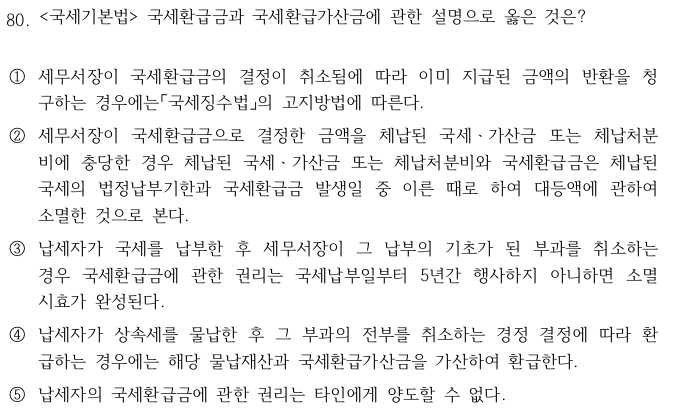 80. <국세기본법> 국세환급금과 국세환급가산금에 관한 설명으로 옳은 것은?
① 세무서장이 국세환급금의 결정이 취소됨에 따라 이미 지급된 금액의 반환을 청
구하는 경우에는「국세징수법」의 고지방법에 따른다.
② 세무서장이 국세환급금으로 결정한 금액을 체납된 국세ㆍ가산금 또는 체납처분
비에 충당한 경우 체납된 국세ㆍ가산금 또는 체납처분비와 국세환급금은 체납된
국세의 법정납부기한과 국세환급금 발생일 중 이른 때로 하여 대등액에 관하여
소멸한 것으로 본다.
③ 납세자가 국세를 납부한 후 세무서장이 그 납부의 기초가 된 부과를 취소하는
경우 국세환급금에 관한 권리는 국세납부일부터 5년간 행사하지 아니하면 소멸
시효가 완성된다.
④ 납세자가 상속세를 물납한 후 그 부과의 전부를 취소하는 경정 결정에 따라 환
급하는 경우에는 해당 물납재산과 국세환급가산금을 가산하여 환급한다.
⑤ 납세자의 국세환급금에 관한 권리는 타인에게 양도할 수 없다.